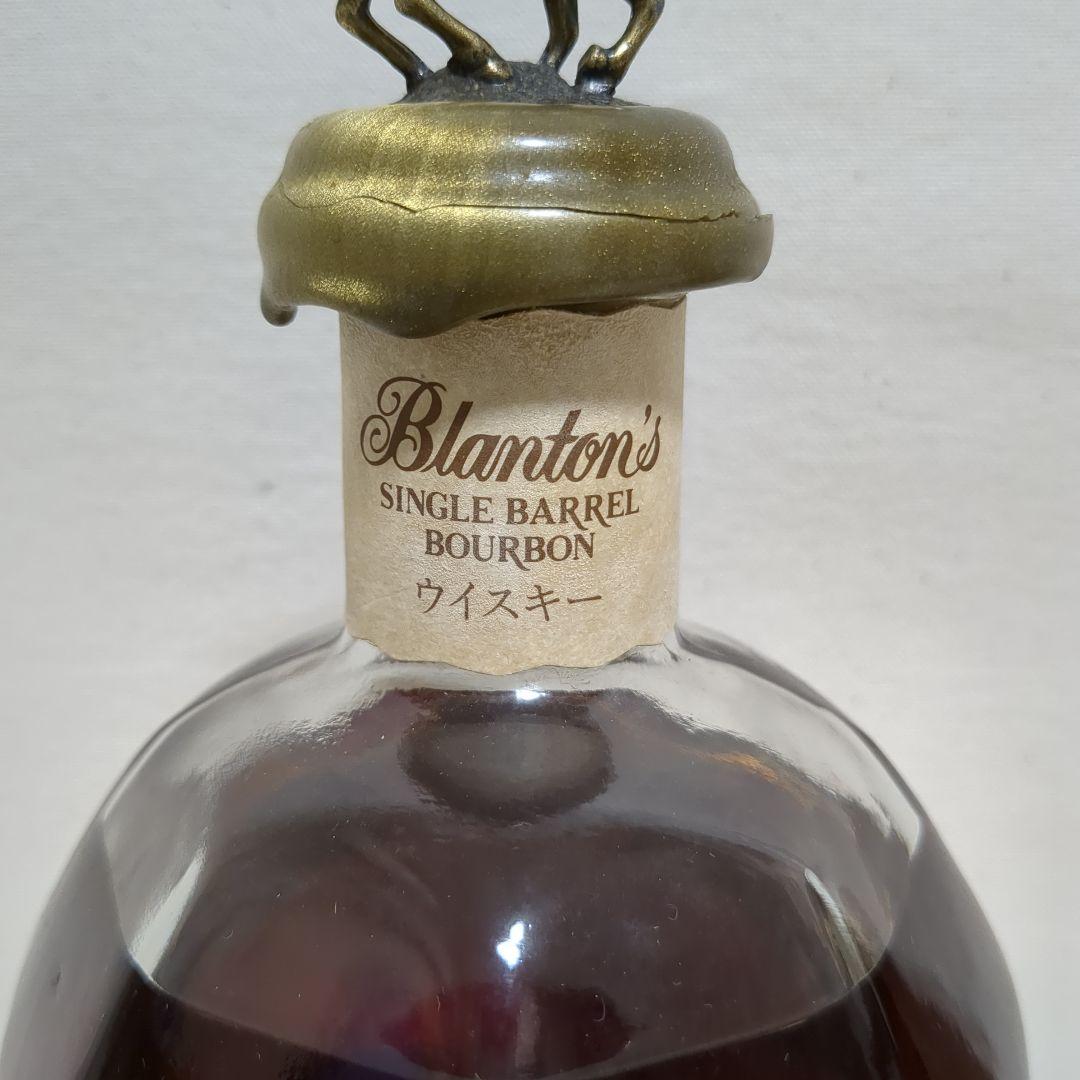 Blanton's
SINGLE BARREL
BOURBON
ウイスキー